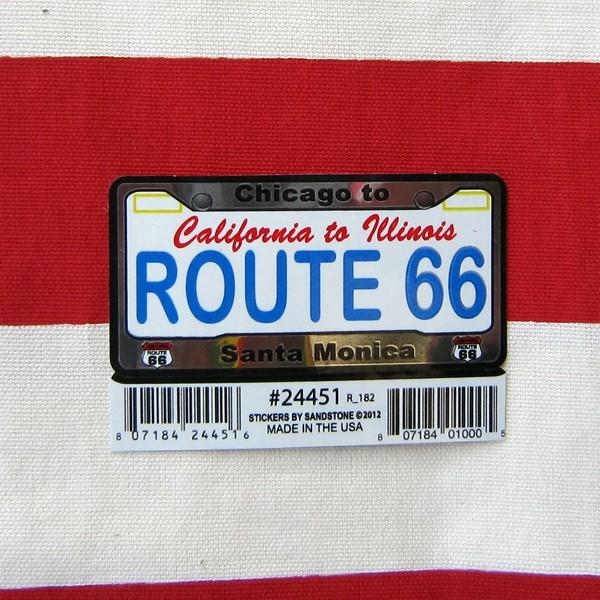 Chicago to
California to Illinois
ROUTE 66
Santa Monica
ROUTE
66
ROUTE
66
#24451 R_182
STICKERS BY SANDSTONE ©2012
MADE IN THE USA
8 07184 24451 6
8 07184 01000 5